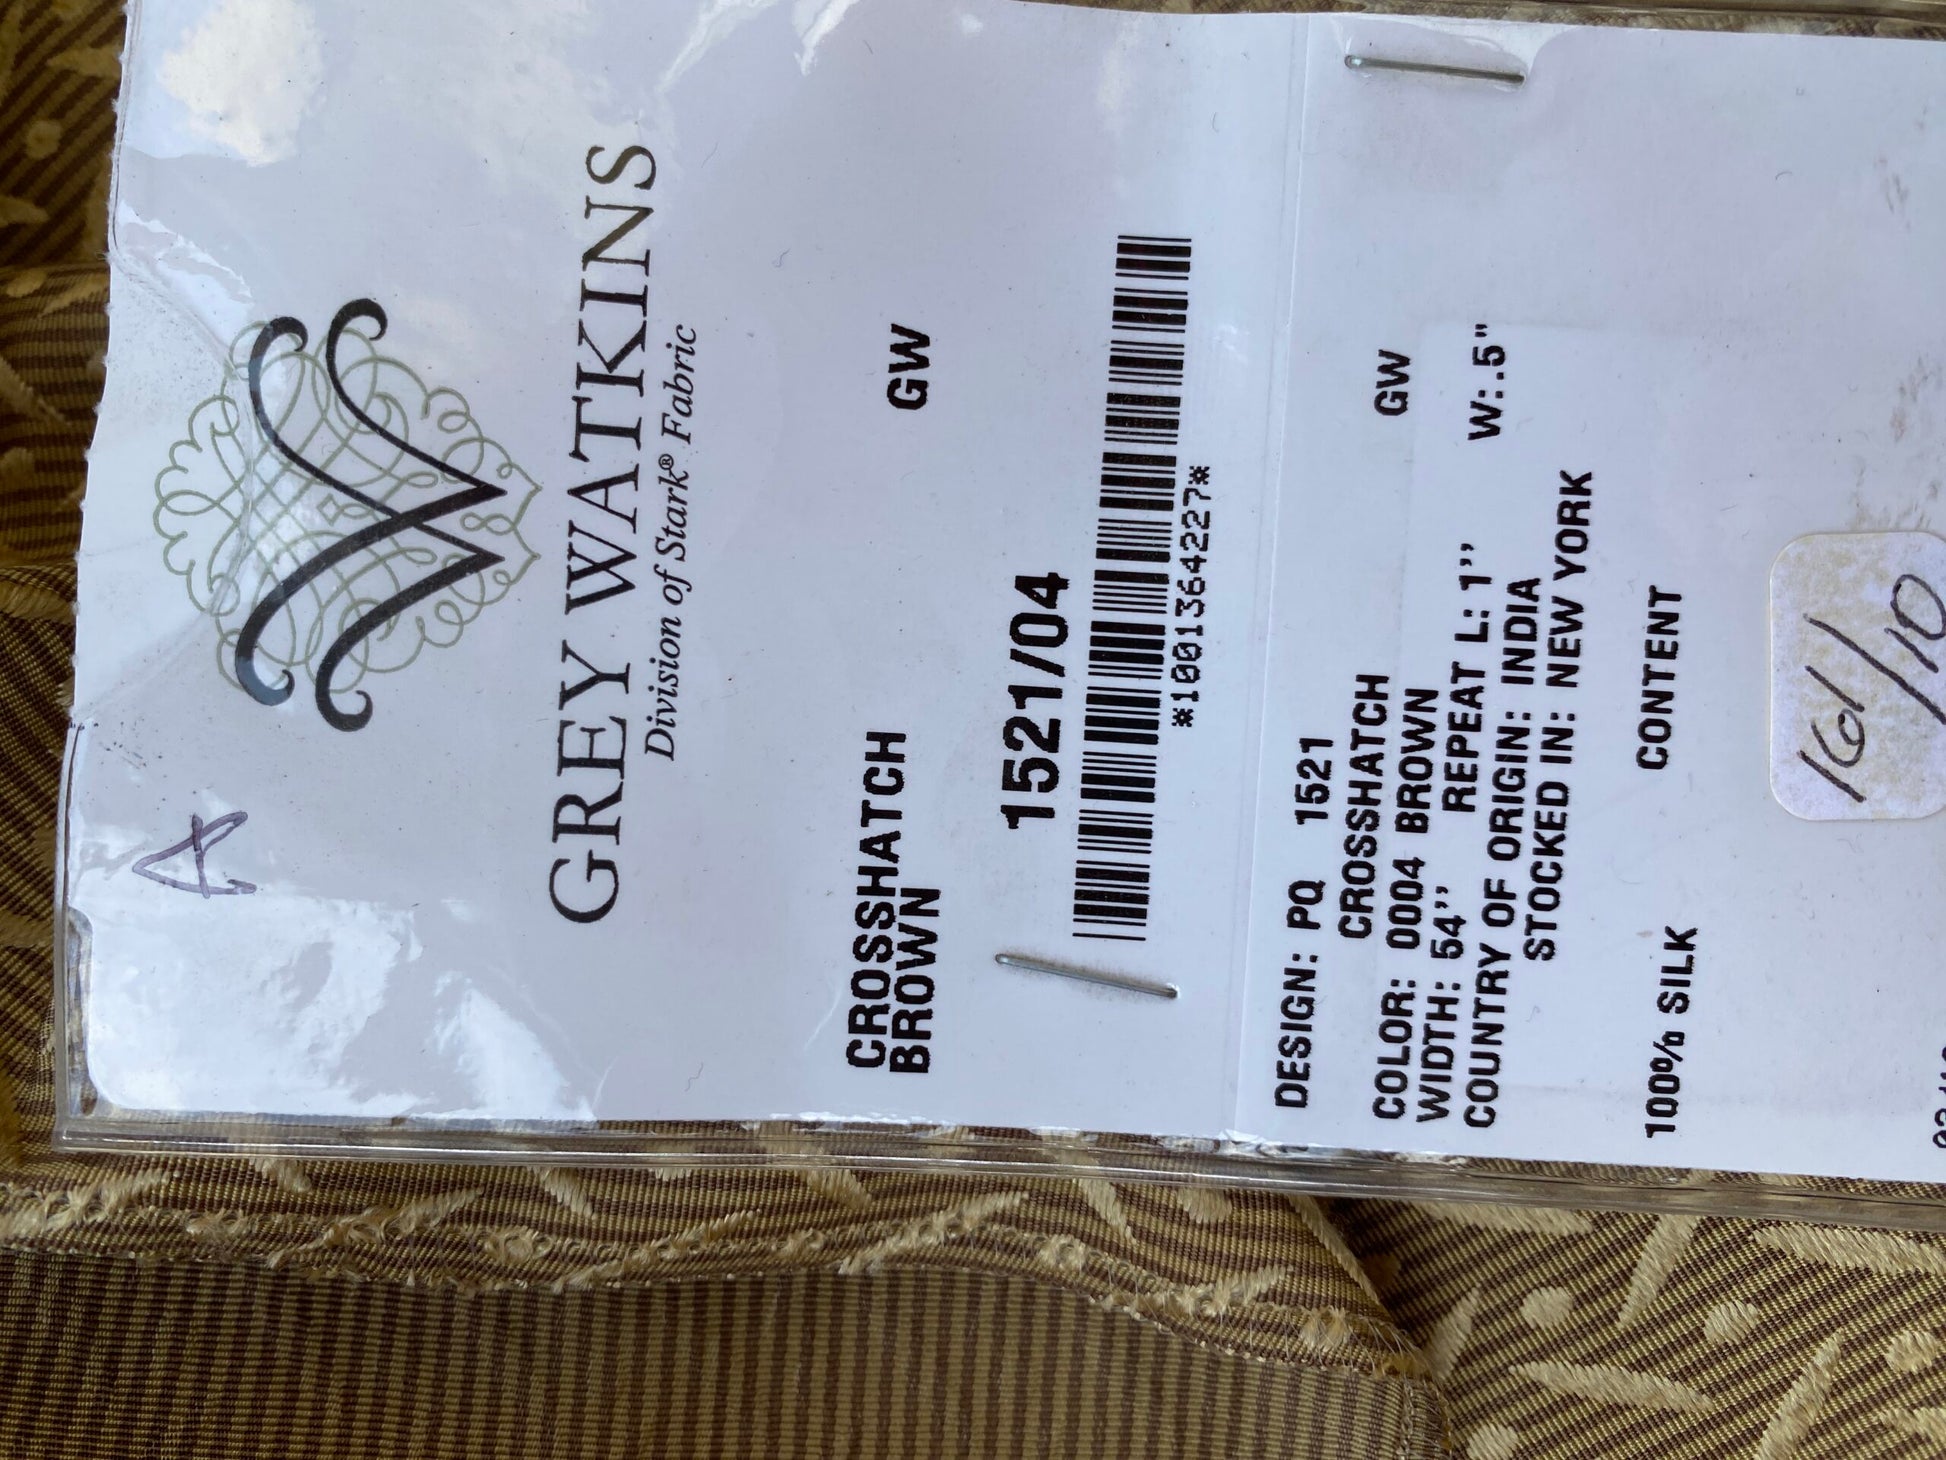 A
GREY WATKINS
Division of Stark® Fabric
CROSSHATCH
BROWN GW
1521/04
*1001364227*
DESIGN: PQ 1521
CROSSHATCH
COLOR: 0004 BROWN GW
WIDTH: 54'' REPEAT L: 1'' W:.5"
COUNTRY OF ORIGIN: INDIA
STOCKED IN: NEW YORK
CONTENT
100% SILK
161/10